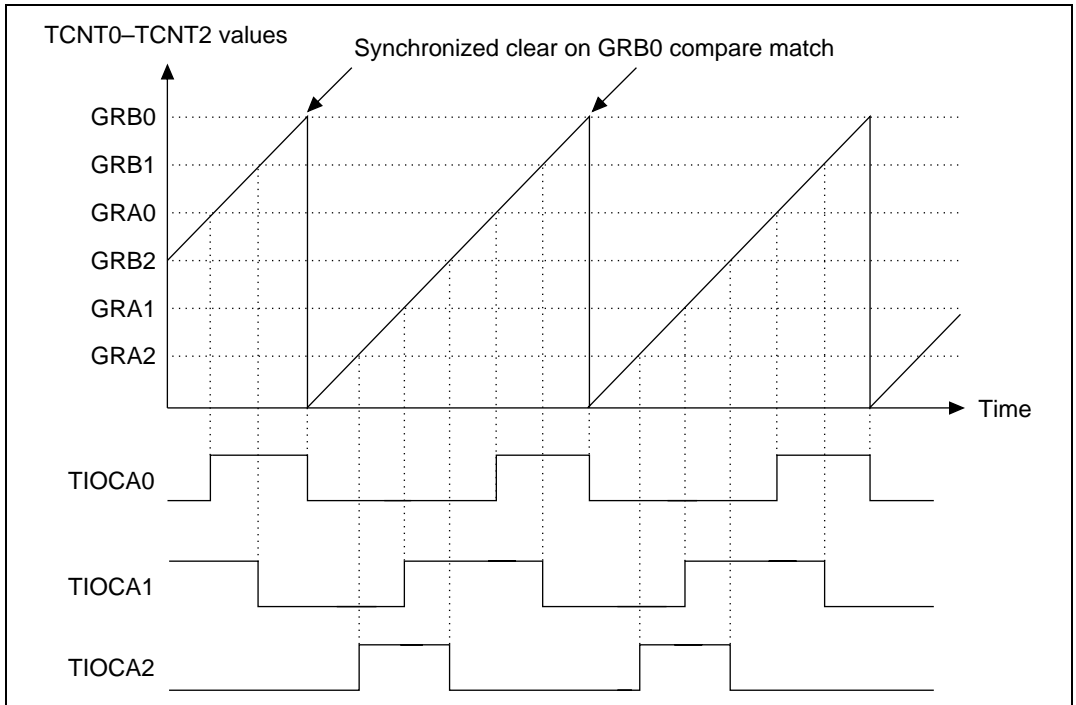 TCNT0–TCNT2 values
Synchronized clear on GRB0 compare match
GRB0
GRB1
GRA0
GRB2
GRA1
GRA2
Time
TIOCA0
TIOCA1
TIOCA2